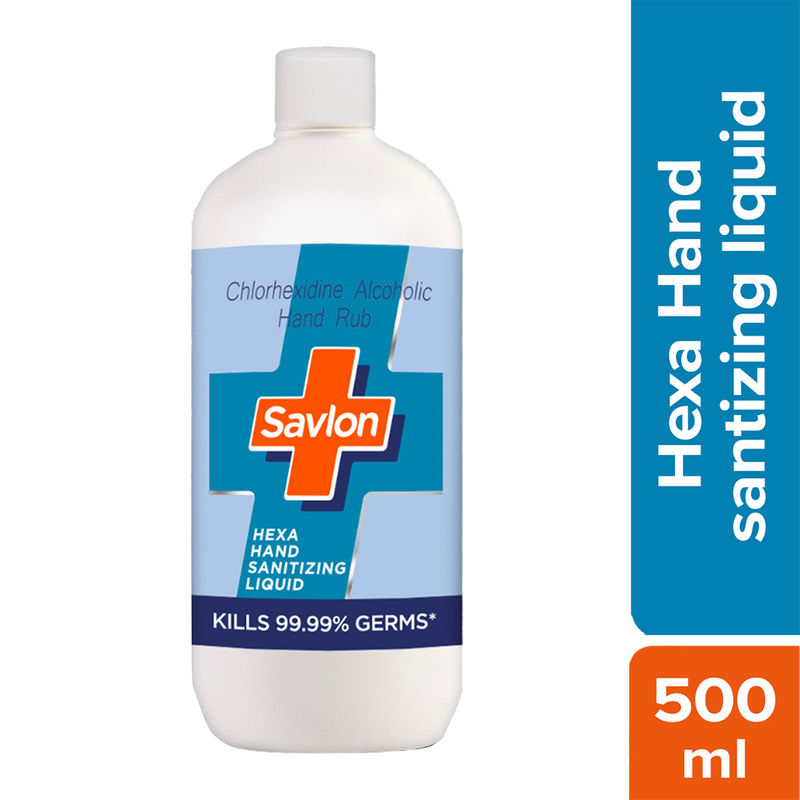 Chlorhexidine Alcoholic
Hand Rub
Savlon
HEXA
HAND
SANITIZING
LIQUID
KILLS 99.99% GERMS*
Hexa Hand
santizing liquid
500
ml